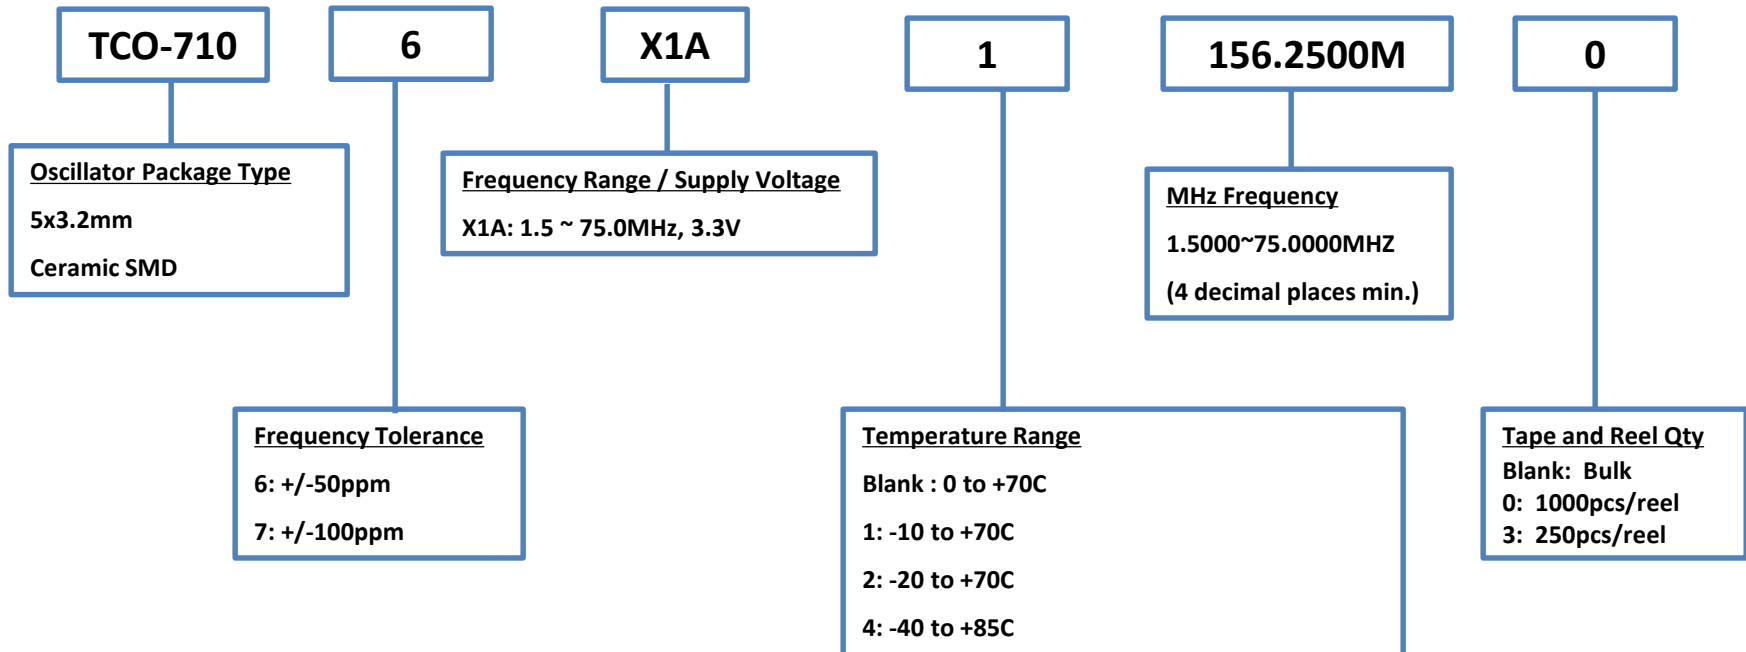 TCO-710
6
X1A
1
156.2500M
0
Oscillator Package Type
5x3.2mm
Ceramic SMD
Frequency Range / Supply Voltage
X1A: 1.5 ~ 75.0MHz, 3.3V
MHz Frequency
1.5000~75.0000MHZ
(4 decimal places min.)
Frequency Tolerance
6: +/-50ppm
7: +/-100ppm
Temperature Range
Blank : 0 to +70C
1: -10 to +70C
2: -20 to +70C
4: -40 to +85C
Tape and Reel Qty
Blank:  Bulk
0:  1000pcs/reel
3:  250pcs/reel